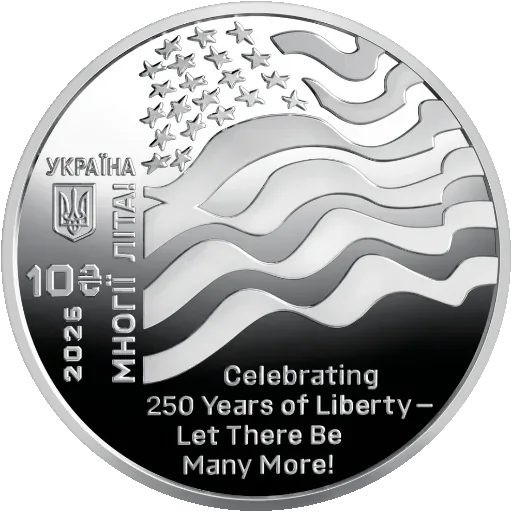 УКРАЇНА
10₴
2026
МНОГІЇ ЛІТА!
Celebrating
250 Years of Liberty –
Let There Be
Many More!